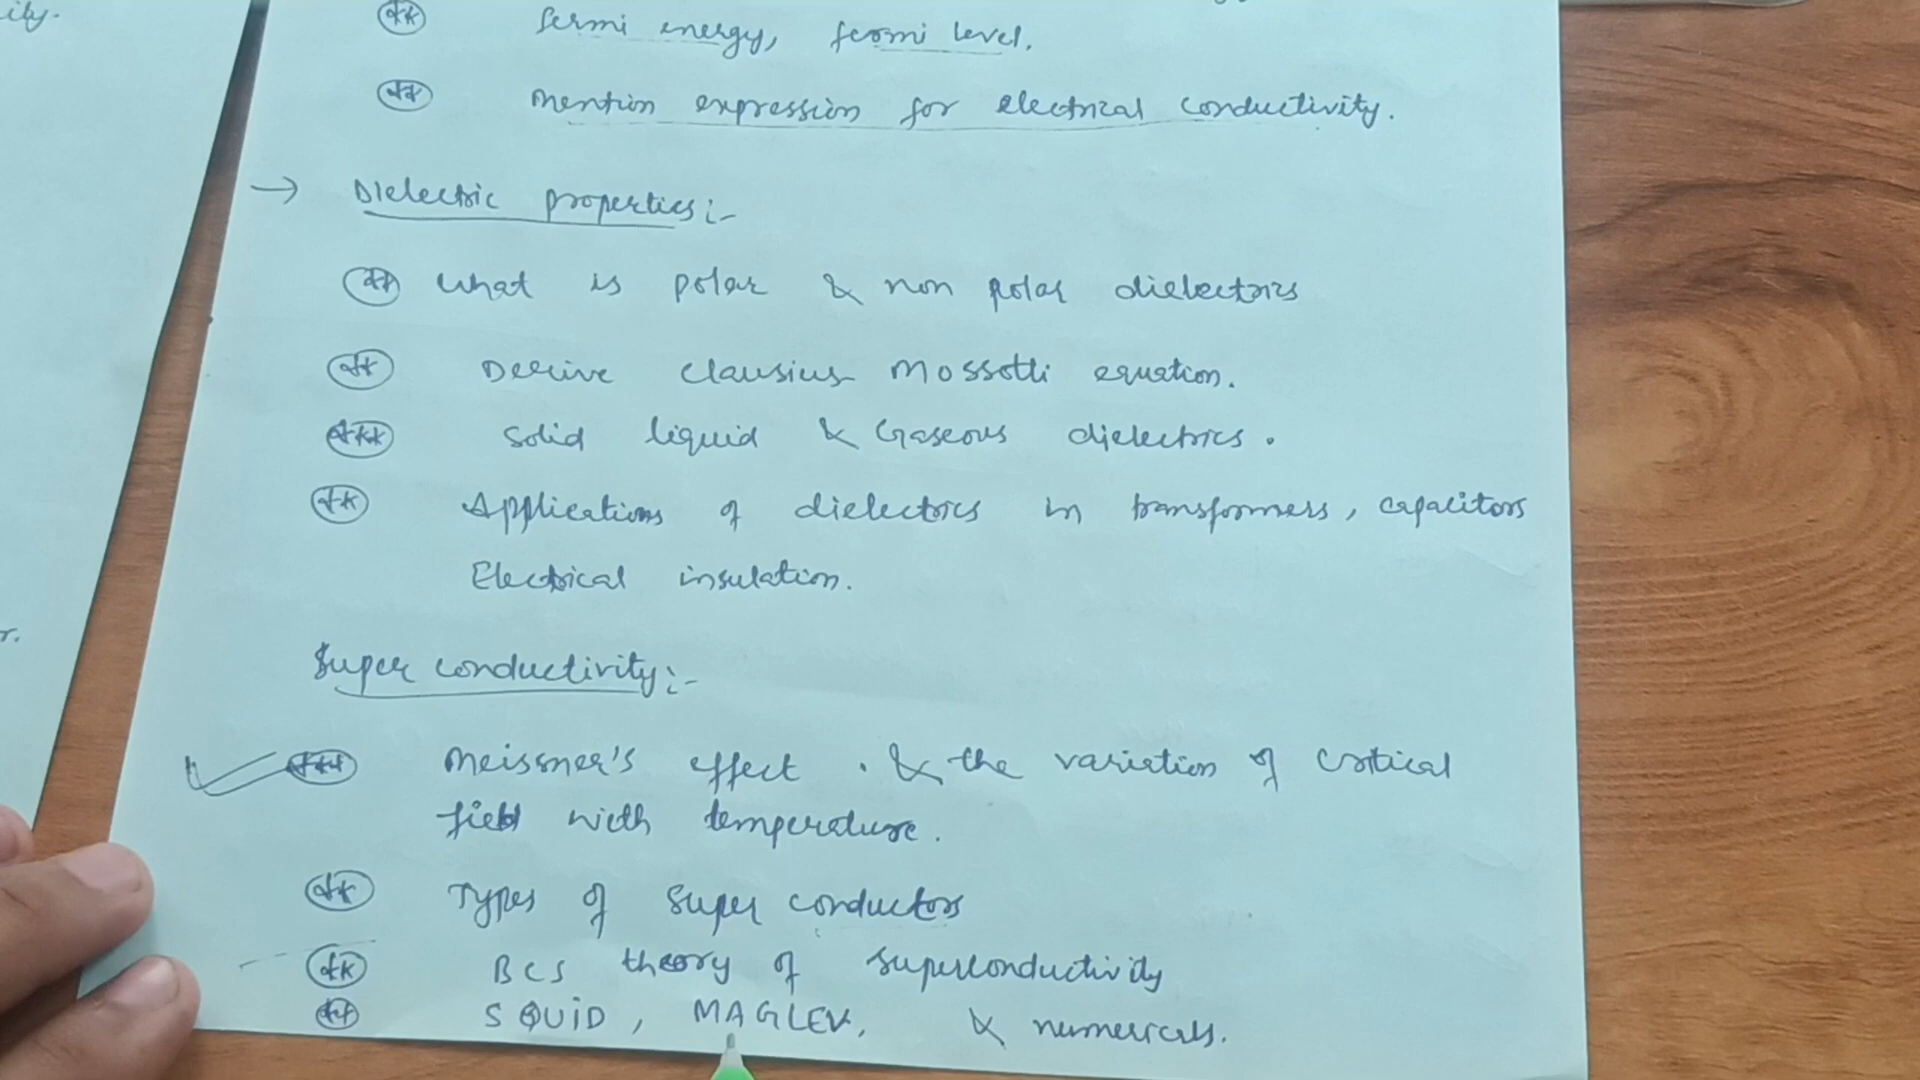 ity.
** fermi energy, fermi level.
** mention expression for electrical conductivity.
→ Dielectric properties:-
** what is polar & non polar dielectrics
** Derive clausius mossotti equation.
*** solid liquid & Gaseous dielectrics.
** Applications of dielectrics in transformers, capacitors
Electrical insulation.
Super conductivity:-
*** meissner's effect . & the variation of critical
field with temperature.
** Types of super conductors
** BCS theory of superconductivity
** SQUID, MAGLEV, & numericals.
r.